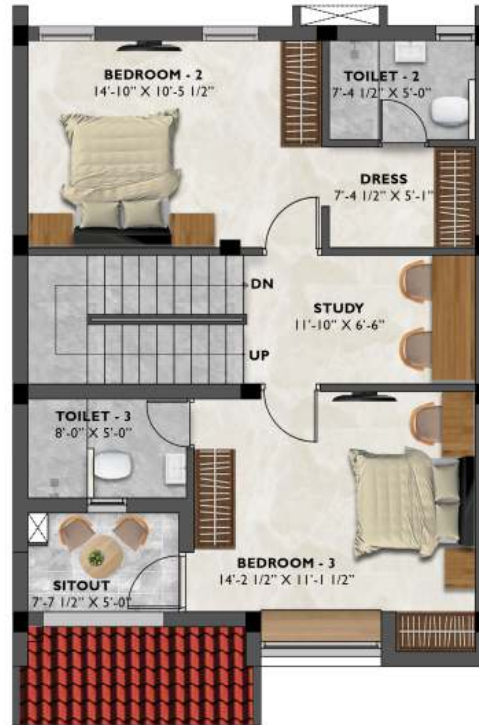 BEDROOM - 2
14'-10" X 10'-5 1/2"
TOILET - 2
7'-4 1/2" X 5'-0"
DRESS
7'-4 1/2" X 5'-1"
DN
STUDY
11'-10" X 6'-6"
UP
TOILET - 3
8'-0" X 5'-0"
BEDROOM - 3
14'-2 1/2" X 11'-1 1/2"
SITOUT
7'-7 1/2" X 5'-0"